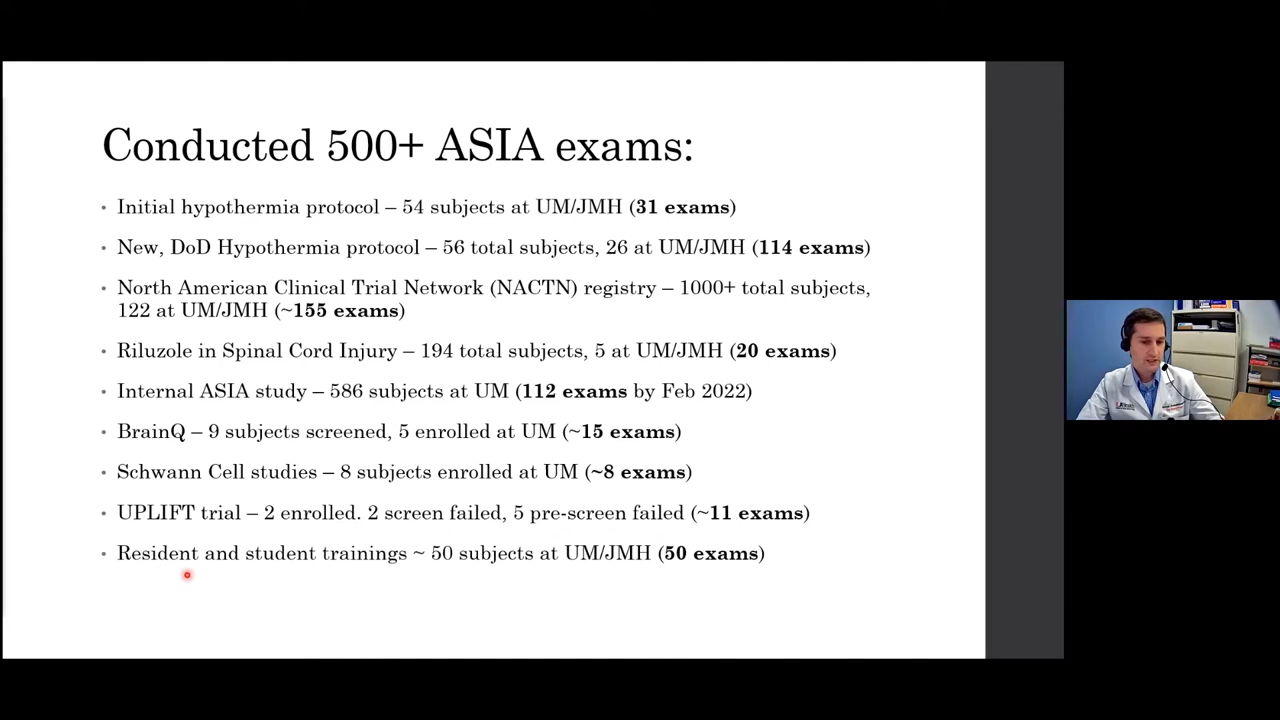 Conducted 500+ ASIA exams:
• Initial hypothermia protocol – 54 subjects at UM/JMH (31 exams)
• New, DoD Hypothermia protocol – 56 total subjects, 26 at UM/JMH (114 exams)
• North American Clinical Trial Network (NACTN) registry – 1000+ total subjects,
122 at UM/JMH (~155 exams)
• Riluzole in Spinal Cord Injury – 194 total subjects, 5 at UM/JMH (20 exams)
• Internal ASIA study – 586 subjects at UM (112 exams by Feb 2022)
• BrainQ – 9 subjects screened, 5 enrolled at UM (~15 exams)
• Schwann Cell studies – 8 subjects enrolled at UM (~8 exams)
• UPLIFT trial – 2 enrolled. 2 screen failed, 5 pre-screen failed (~11 exams)
• Resident and student trainings ~ 50 subjects at UM/JMH (50 exams)